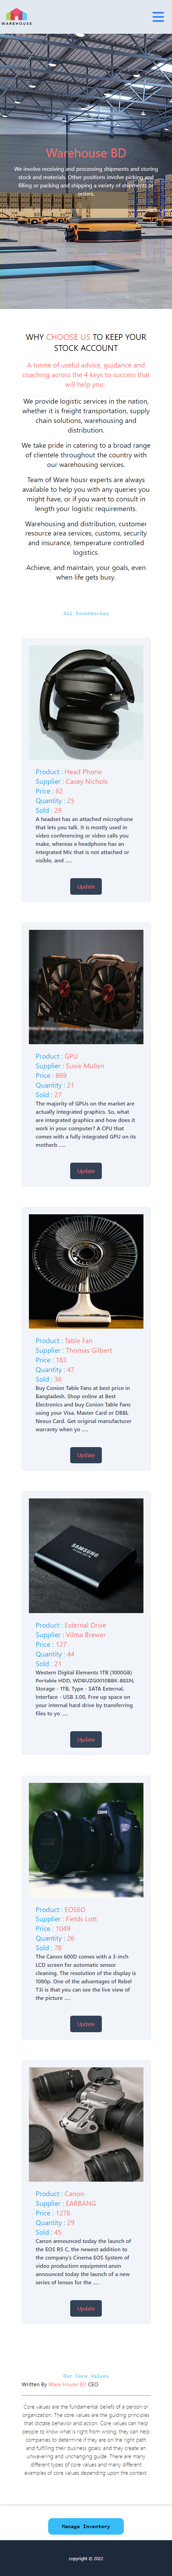 WAREHOUSE
Warehouse BD
We involve receiving and processing shipments and storing
stock and materials. Other positions involve picking and
filling or packing and shipping a variety of shipments or
orders.
WHY CHOOSE US TO KEEP YOUR
STOCK ACCOUNT
A tonne of useful advice, guidance and
coaching across the 4 keys to success that
will help you:
We provide logistic services in the nation,
whether it is freight transportation, supply
chain solutions, warehousing and
distribution.
We take pride in catering to a broad range
of clientele throughout the country with
our warehousing services.
Team of Ware hour experts are always
available to help you with any queries you
might have, or if you want to consult in
length your logistic requirements.
Warehousing and distribution, customer
resource area services, customs, security
and insurance, temperature controlled
logistics.
Achieve, and maintain, your goals, even
when life gets busy.
All Inventories
Product : Head Phone
Supplier : Casey Nichols
Price : 62
Quantity : 25
Sold : 29
A headset has an attached microphone
that lets you talk. It is mostly used in
video conferencing or video calls you
make, whereas a headphone has an
integrated Mic that is not attached or
visible, and .....
Update
Product : GPU
Supplier : Susie Mullen
Price : 869
Quantity : 21
Sold : 27
The majority of GPUs on the market are
actually integrated graphics. So, what
are integrated graphics and how does it
work in your computer? A CPU that
comes with a fully integrated GPU on its
motherb .....
Update
Product : Table Fan
Supplier : Thomas Gilbert
Price : 183
Quantity : 47
Sold : 36
Buy Conion Table Fans at best price in
Bangladesh. Shop online at Best
Electronics and buy Conion Table Fans
using your Visa, Master Card or DBBL
Nexus Card. Get original manufacturer
warranty when yo .....
Update
SAMSUNG
Product : External Drive
Supplier : Vilma Brewer
Price : 127
Quantity : 44
Sold : 21
Western Digital Elements 1TB (1000GB)
Portable HDD, WDBUZG0010BBK-BESN,
Storage - 1TB, Type - SATA External,
Interface - USB 3.00, Free up space on
your internal hard drive by transferring
files to yo .....
Update
Canon
Product : EOS6D
Supplier : Fields Lott
Price : 1049
Quantity : 26
Sold : 78
The Canon 600D comes with a 3-inch
LCD screen for automatic sensor
cleaning. The resolution of the display is
1080p. One of the advantages of Rebel
T3i is that you can see the live view of
the picture .....
Update
Product : Canon
Supplier : EARBANG
Price : 1276
Quantity : 29
Sold : 45
Canon announced today the launch of
the EOS R5 C, the newest addition to
the company's Cinema EOS System of
video production equipment.anon
announced today the launch of a new
series of lenses for the .....
Update
Our Core Values
Written By Ware House BD CEO
Core values are the fundamental beliefs of a person or
organization. The core values are the guiding principles
that dictate behavior and action. Core values can help
people to know what is right from wrong, they can help
companies to determine if they are on the right path
and fulfilling their business goals; and they create an
unwavering and unchanging guide. There are many
different types of core values and many different
examples of core values depending upon the context.
Manage Inventory
copyright © 2022